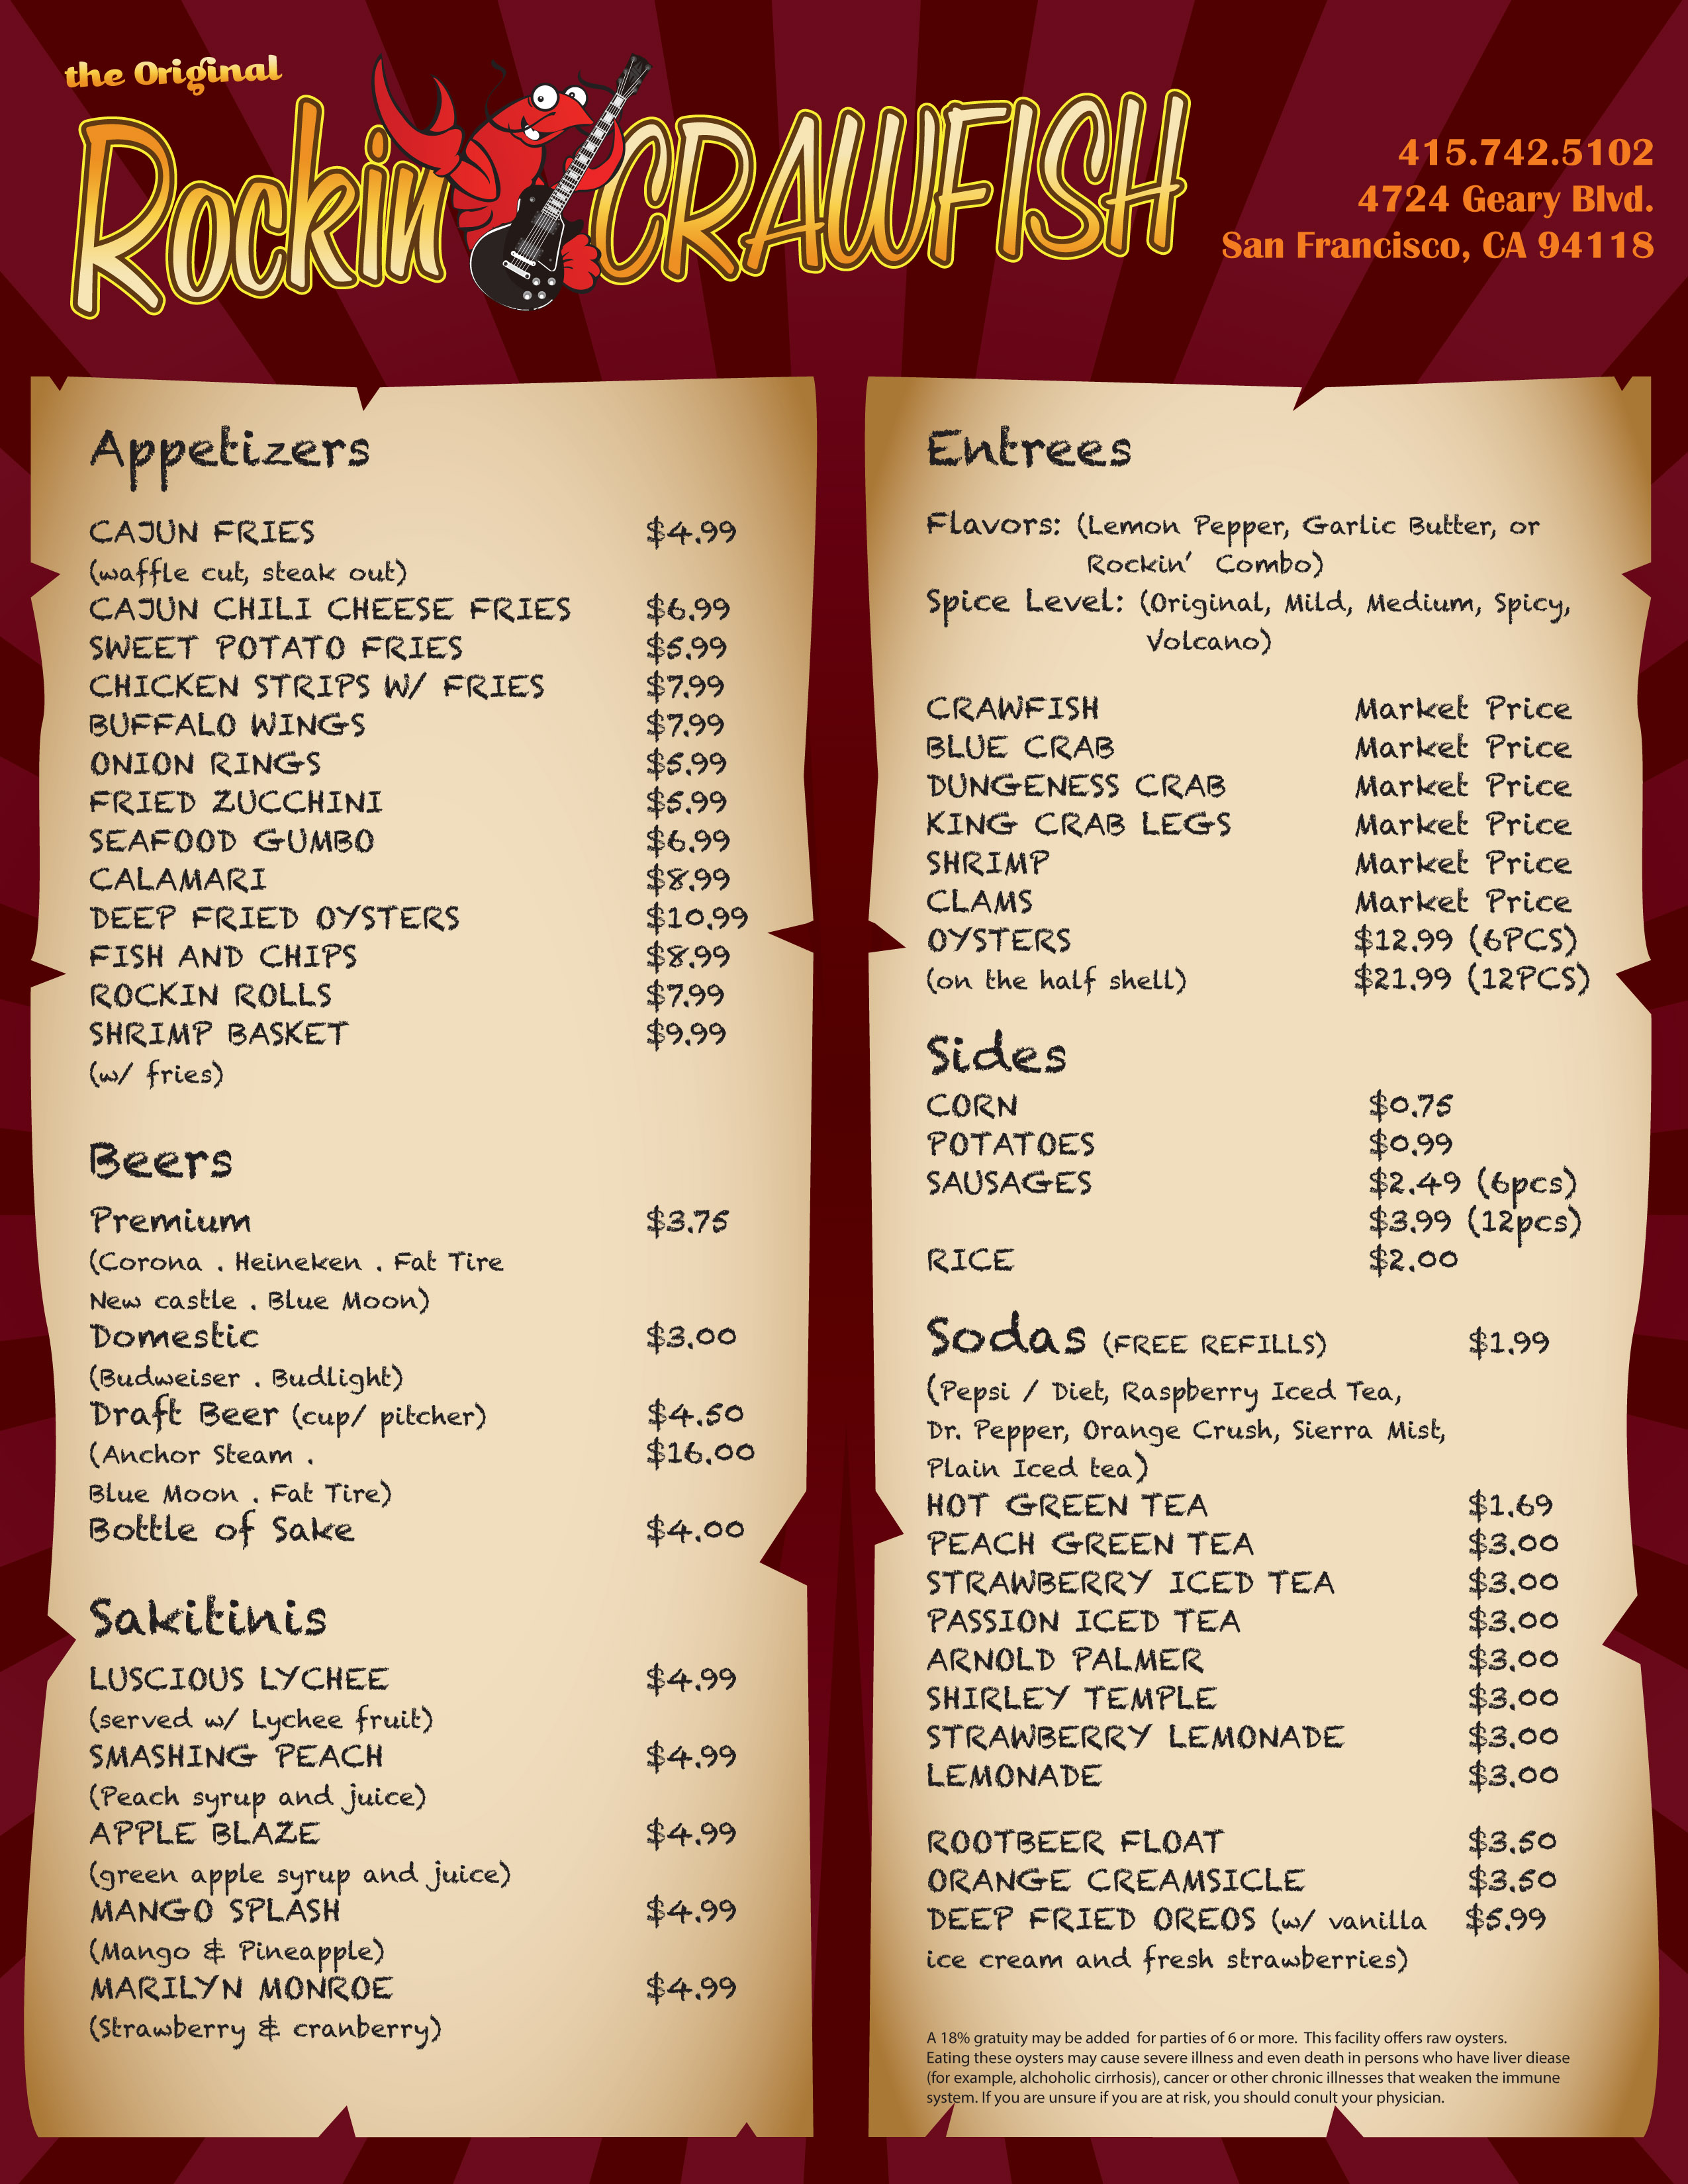 the Original
Rockin CRAWFISH
415.742.5102
4724 Geary Blvd.
San Francisco, CA 94118
Appetizers
CAJUN FRIES $4.99
(waffle cut, steak out)
CAJUN CHILI CHEESE FRIES $6.99
SWEET POTATO FRIES $5.99
CHICKEN STRIPS W/ FRIES $7.99
BUFFALO WINGS $7.99
ONION RINGS $5.99
FRIED ZUCCHINI $5.99
SEAFOOD GUMBO $6.99
CALAMARI $8.99
DEEP FRIED OYSTERS $10.99
FISH AND CHIPS $8.99
ROCKIN ROLLS $7.99
SHRIMP BASKET $9.99
(w/ fries)
Beers
Premium $3.75
(Corona . Heineken . Fat Tire
New castle . Blue Moon)
Domestic $3.00
(Budweiser . Budlight)
Draft Beer (cup/ pitcher) $4.50
(Anchor Steam . $16.00
Blue Moon . Fat Tire)
Bottle of Sake $4.00
Sakitinis
LUSCIOUS LYCHEE $4.99
(served w/ Lychee fruit)
SMASHING PEACH $4.99
(Peach syrup and juice)
APPLE BLAZE $4.99
(green apple syrup and juice)
MANGO SPLASH $4.99
(Mango & Pineapple)
MARILYN MONROE $4.99
(Strawberry & cranberry)
Entrees
Flavors: (Lemon Pepper, Garlic Butter, or
Rockin' Combo)
Spice Level: (Original, Mild, Medium, Spicy,
Volcano)
CRAWFISH Market Price
BLUE CRAB Market Price
DUNGENESS CRAB Market Price
KING CRAB LEGS Market Price
SHRIMP Market Price
CLAMS Market Price
OYSTERS $12.99 (6PCS)
(on the half shell) $21.99 (12PCS)
Sides
CORN $0.75
POTATOES $0.99
SAUSAGES $2.49 (6pcs)
$3.99 (12pcs)
RICE $2.00
Sodas (FREE REFILLS) $1.99
(Pepsi / Diet, Raspberry Iced Tea,
Dr. Pepper, Orange Crush, Sierra Mist,
Plain Iced tea)
HOT GREEN TEA $1.69
PEACH GREEN TEA $3.00
STRAWBERRY ICED TEA $3.00
PASSION ICED TEA $3.00
ARNOLD PALMER $3.00
SHIRLEY TEMPLE $3.00
STRAWBERRY LEMONADE $3.00
LEMONADE $3.00
ROOTBEER FLOAT $3.50
ORANGE CREAMSICLE $3.50
DEEP FRIED OREOS (w/ vanilla $5.99
ice cream and fresh strawberries)
A 18% gratuity may be added for parties of 6 or more. This facility offers raw oysters.
Eating these oysters may cause severe illness and even death in persons who have liver diease
(for example, alchoholic cirrhosis), cancer or other chronic illnesses that weaken the immune
system. If you are unsure if you are at risk, you should conult your physician.